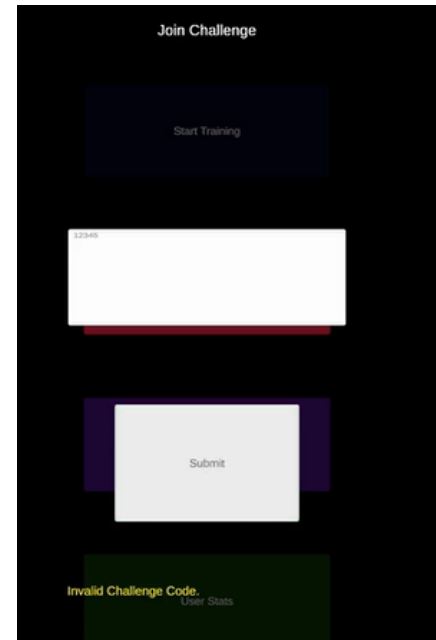 Join Challenge
Start Training
12345
Submit
Invalid Challenge Code.
User Stats